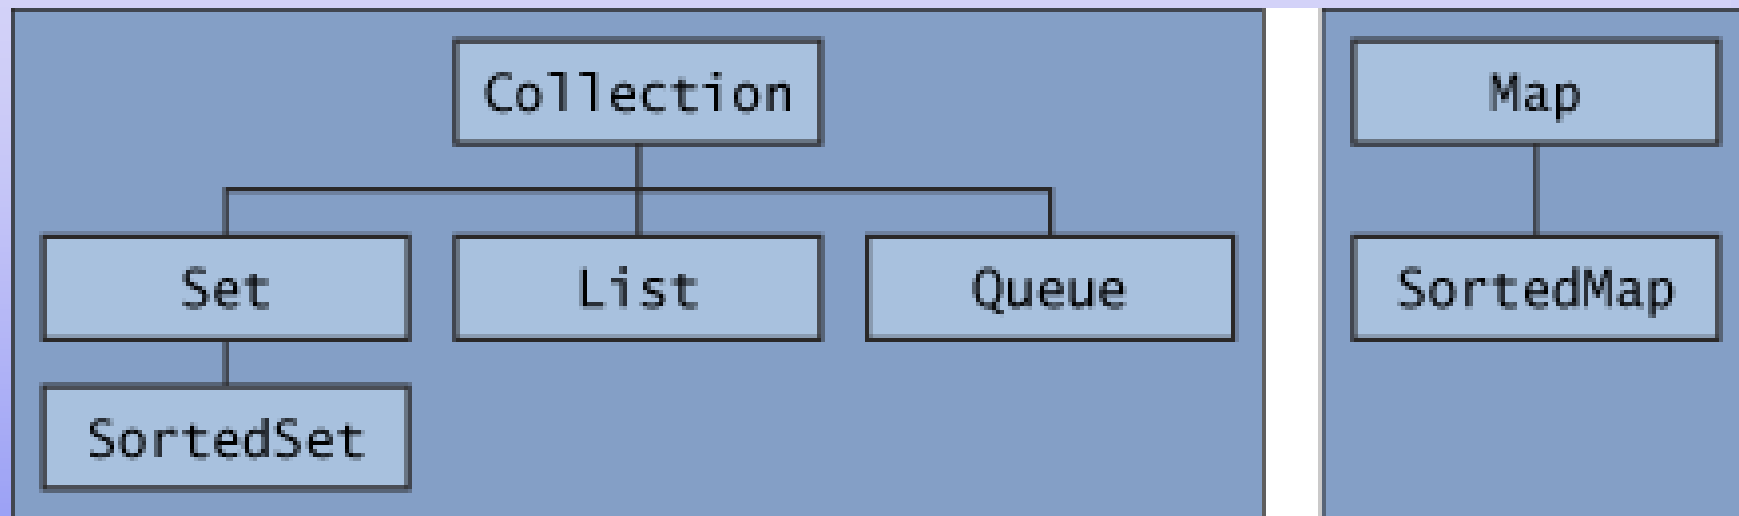 Collection
Map
Set
List
Queue
SortedMap
SortedSet